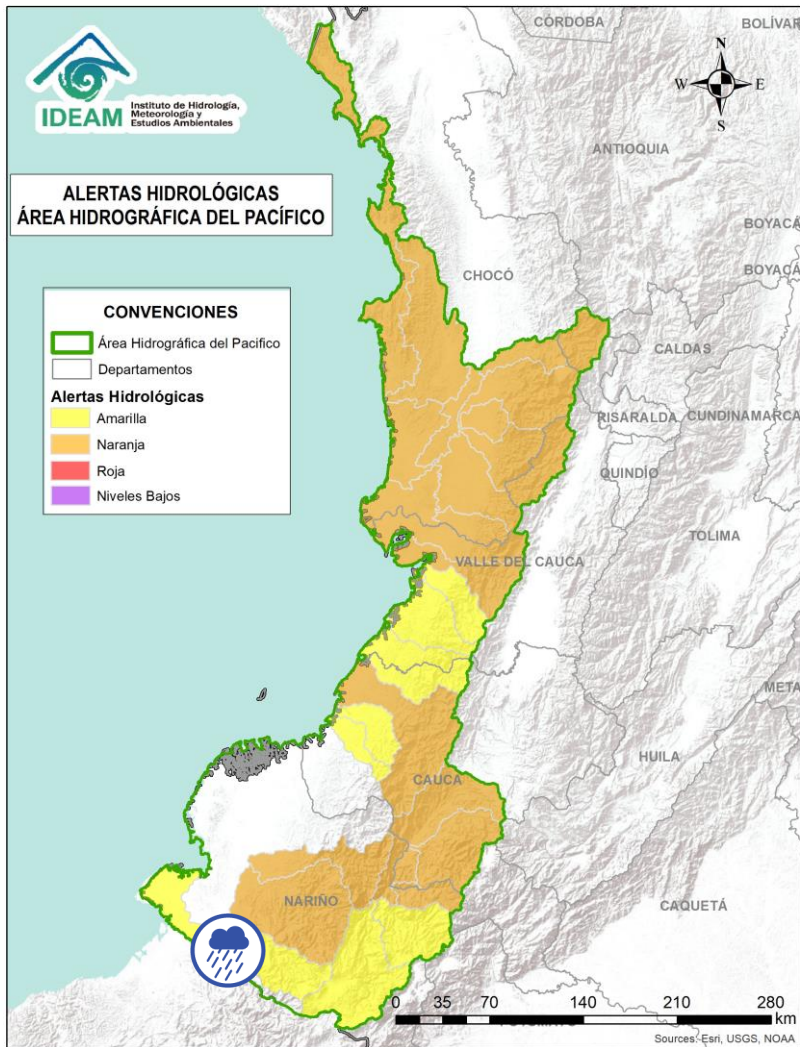 CÓRDOBA
BOLÍVAR
N
W
E
S
IDEAM
Instituto de Hidrología,
Meteorología y
Estudios Ambientales
ANTIOQUIA
ALERTAS HIDROLÓGICAS
ÁREA HIDROGRÁFICA DEL PACÍFICO
BOYACÁ
BOYACÁ
CHOCÓ
CONVENCIONES
Área Hidrográfica del Pacifico
Departamentos
Alertas Hidrológicas
Amarilla
Naranja
Roja
Niveles Bajos
CALDAS
RISARALDA
CUNDINAMARCA
QUINDÍO
TOLIMA
VALLE DEL CAUCA
META
HUILA
CAUCA
NARIÑO
CAQUETÁ
0 35 70 140 210 280
km
Sources: Esri, USGS, NOAA